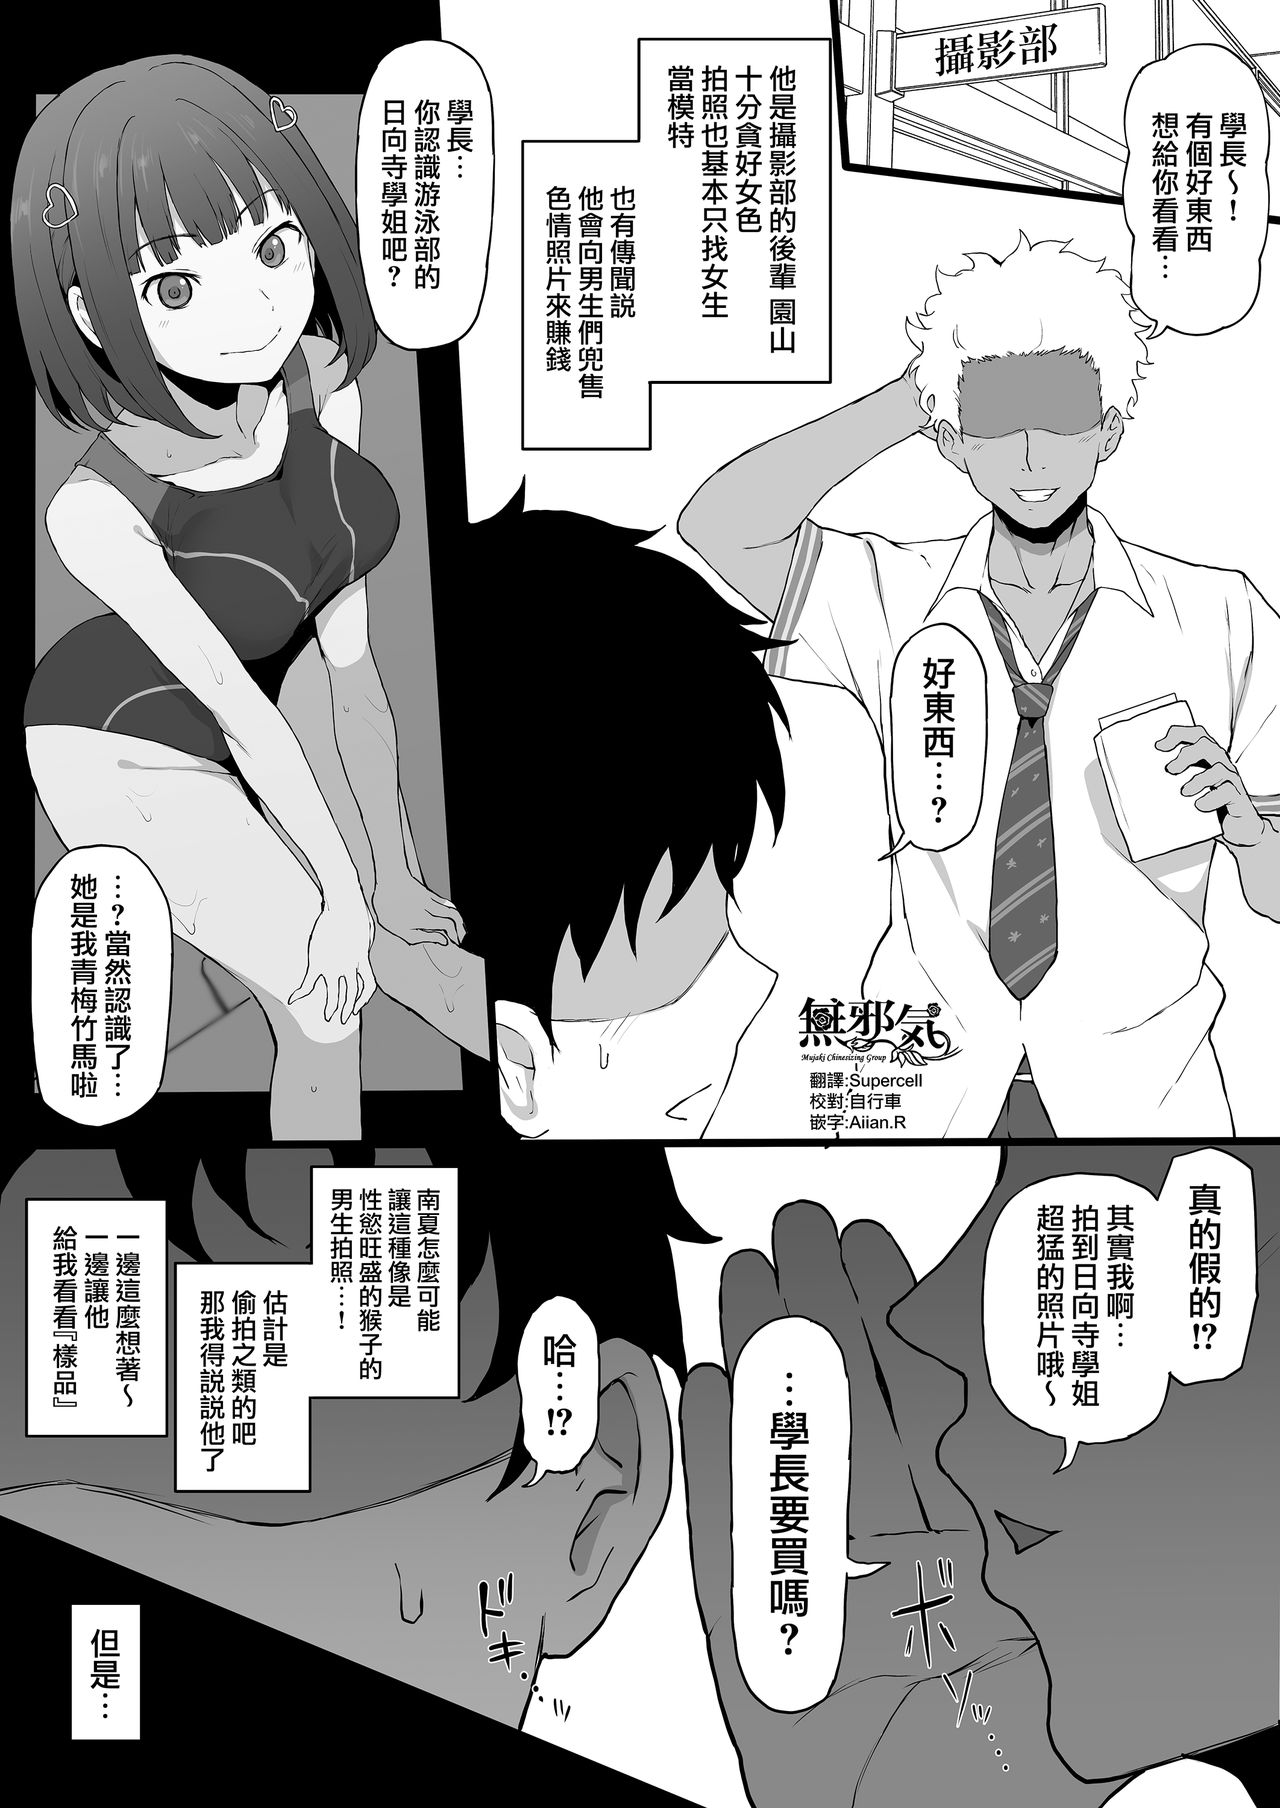 攝影部
學長～！
有個好東西
想給你看看…
他是攝影部的後輩 園山
十分貪好女色
拍照也基本只找女生
當模特
也有傳聞説
他會向男生們兜售
色情照片來賺錢
好東西…？
學長…
你認識游泳部的
日向寺學姐吧？
…？當然認識了…
她是我青梅竹馬啦
無邪気
Mujaki Chinesizing Group
翻譯:Supercell
校對:自行車
嵌字:Aiian.R
真的假的!?
其實我啊…
拍到日向寺學姐
超猛的照片哦～
…學長要買嗎？
ボソッ…
哈…!?
ドキ…
南夏怎麼可能
讓這種像是
性慾旺盛的猴子的
男生拍照…！
估計是
偷拍之類的吧
那我得説説他了
一邊這麼想著～
一邊讓他
給我看看『樣品』
但是…